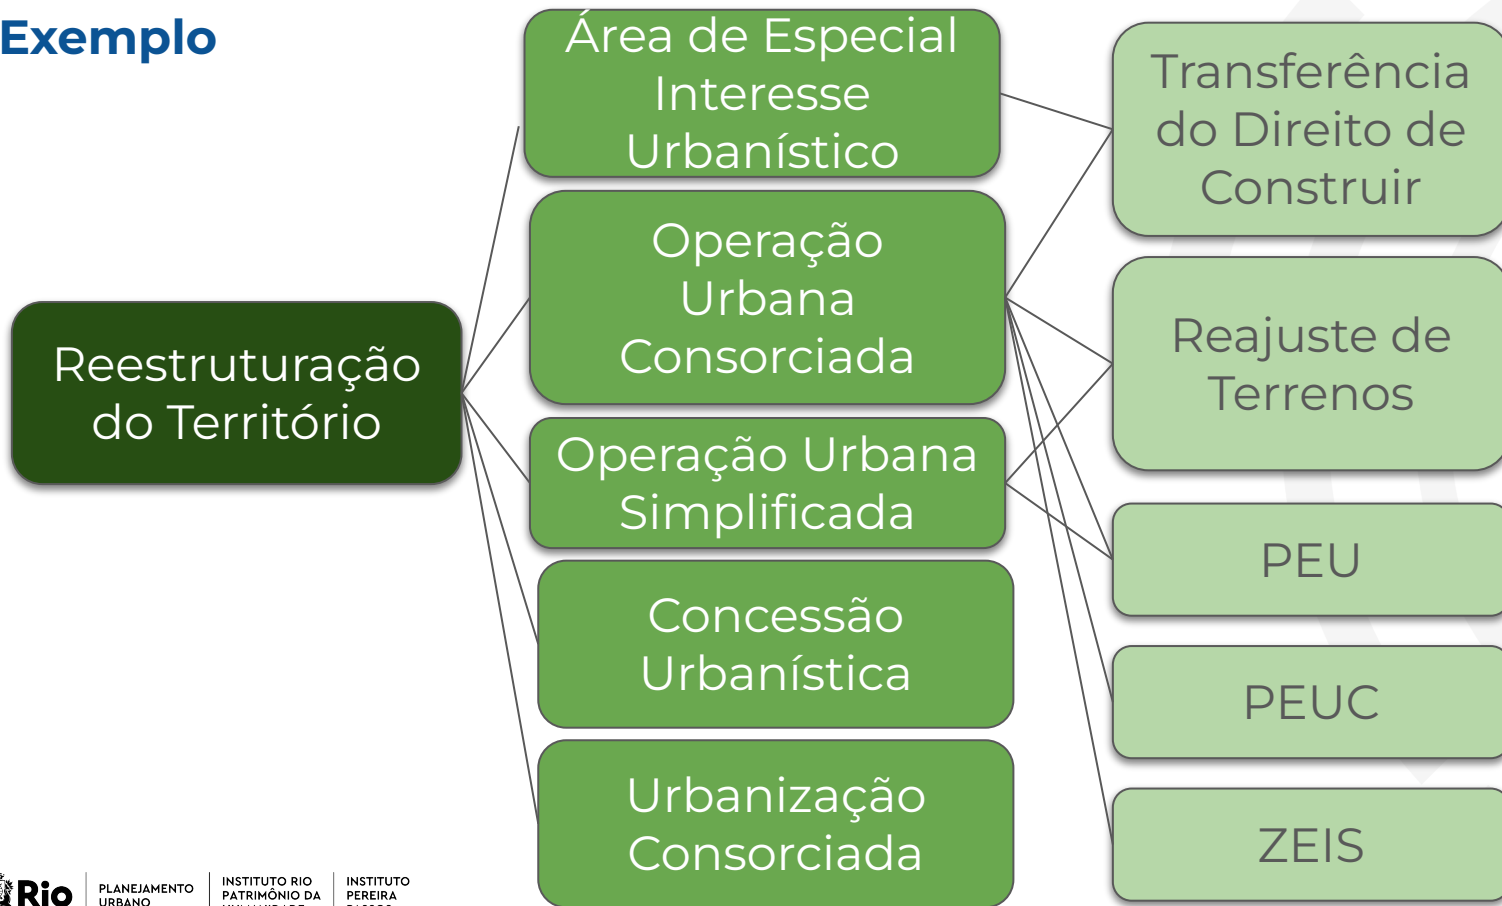 Exemplo
Reestruturação
do Território
Área de Especial
Interesse
Urbanístico
Operação
Urbana
Consorciada
Operação Urbana
Simplificada
Concessão
Urbanística
Urbanização
Consorciada
Transferência
do Direito de
Construir
Reajuste de
Terrenos
PEU
PEUC
ZEIS
Rio
PLANEJAMENTO
URBANO
INSTITUTO RIO
PATRIMÔNIO DA
INSTITUTO
PEREIRA